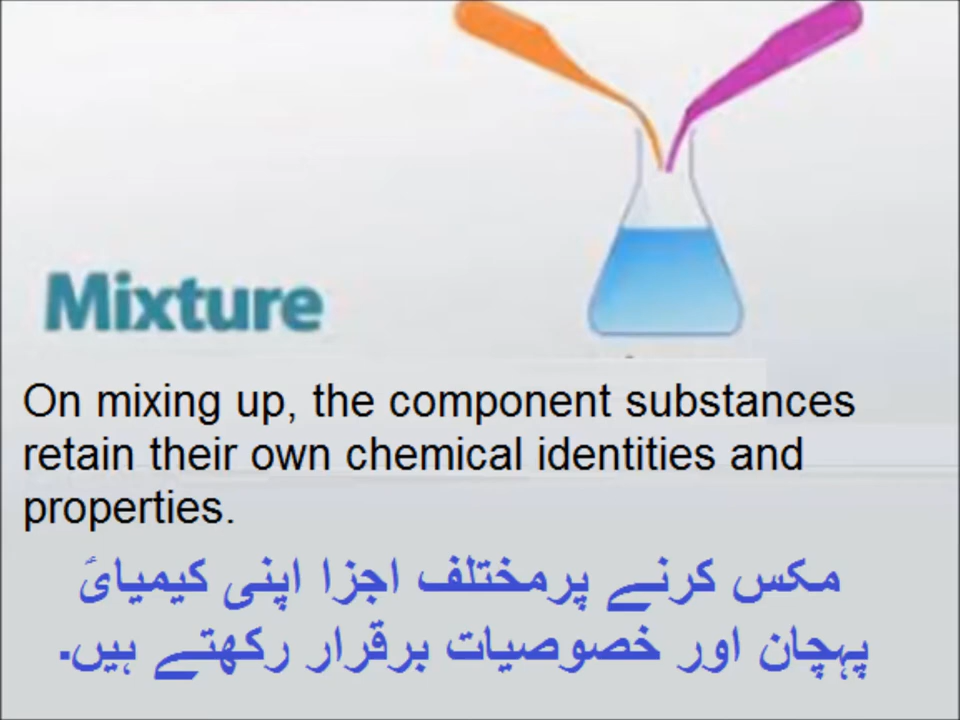 Mixture
On mixing up, the component substances
retain their own chemical identities and
properties.
مکس کرنے پرمختلف اجزا اپنی کیمیائ
پہچان اور خصوصیات برقرار رکھتے ہیں۔